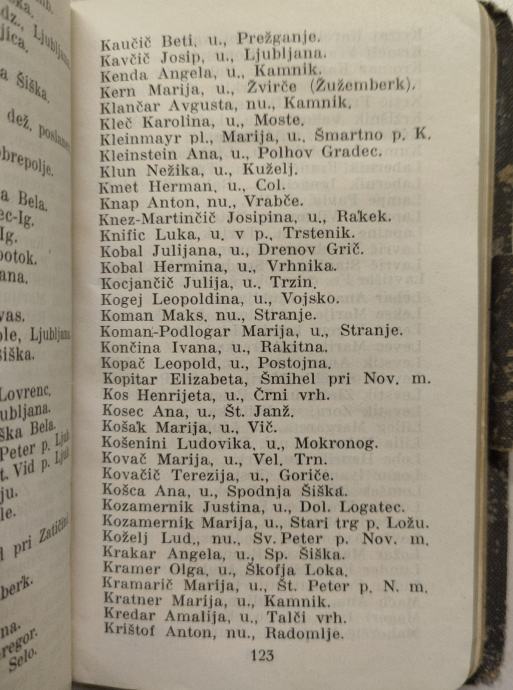 Kaučič Beti, u., Prežganje.
Kavčič Josip, u., Ljubljana.
Kenda Angela, u., Kamnik.
Kern Marija, u., Žvirče (Žužemberk).
Klančar Avgusta, nu., Kamnik.
Kleč Karolina, u., Moste.
Kleinmayr pl., Marija, u., Šmartno p. K.
Kleinstein Ana, u., Polhov Gradec.
Klun Nežika, u., Kuželj.
Kmet Herman, u., Col.
Knap Anton, nu., Vrabče.
Knez-Martinčič Josipina, u., Rakek.
Knific Luka, u. v p., Trstenik.
Kobal Julijana, u., Drenov Grič.
Kobal Hermina, u., Vrhnika.
Kocjančič Julija, u., Trzin.
Kogej Leopoldina, u., Vojsko.
Koman Maks. nu., Stranje.
Koman-Podlogar Marija, u., Stranje.
Končina Ivana, u., Rakitna.
Kopač Leopold, u., Postojna.
Kopitar Elizabeta, Šmihel pri Nov. m.
Kos Henrijeta, u., Črni vrh.
Kosec Ana, u., Št. Janž.
Košak Marija, u., Vič.
Košenini Ludovika, u., Mokronog.
Kovač Marija, u., Vel. Trn.
Kovačič Terezija, u., Goriče.
Košca Ana, u., Spodnja Šiška.
Kozamernik Justina, u., Dol. Logatec.
Kozamernik Marija, u., Stari trg p. Ložu.
Koželj Lud., nu., Sv. Peter p. Nov. m.
Krakar Angela, u., Sp. Šiška.
Kramer Olga, u., Škofja Loka.
Kramarič Marija, u., Št. Peter p. N. m.
Kratner Marija, u., Kamnik.
Kredar Amalija, u., Talči vrh.
Krištof Anton, nu., Radomlje.
123